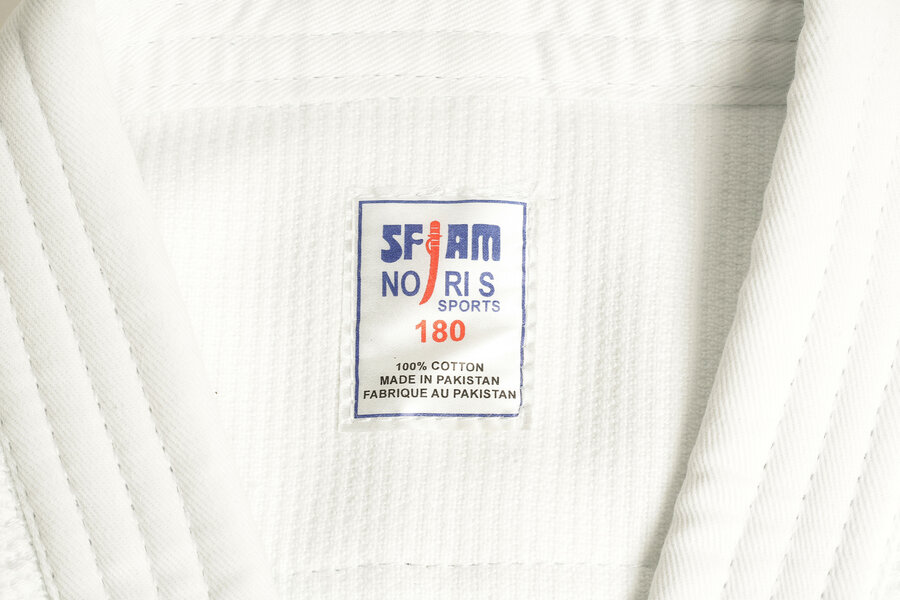 SFJAM
NORIS
SPORTS
180
100% COTTON
MADE IN PAKISTAN
FABRIQUE AU PAKISTAN